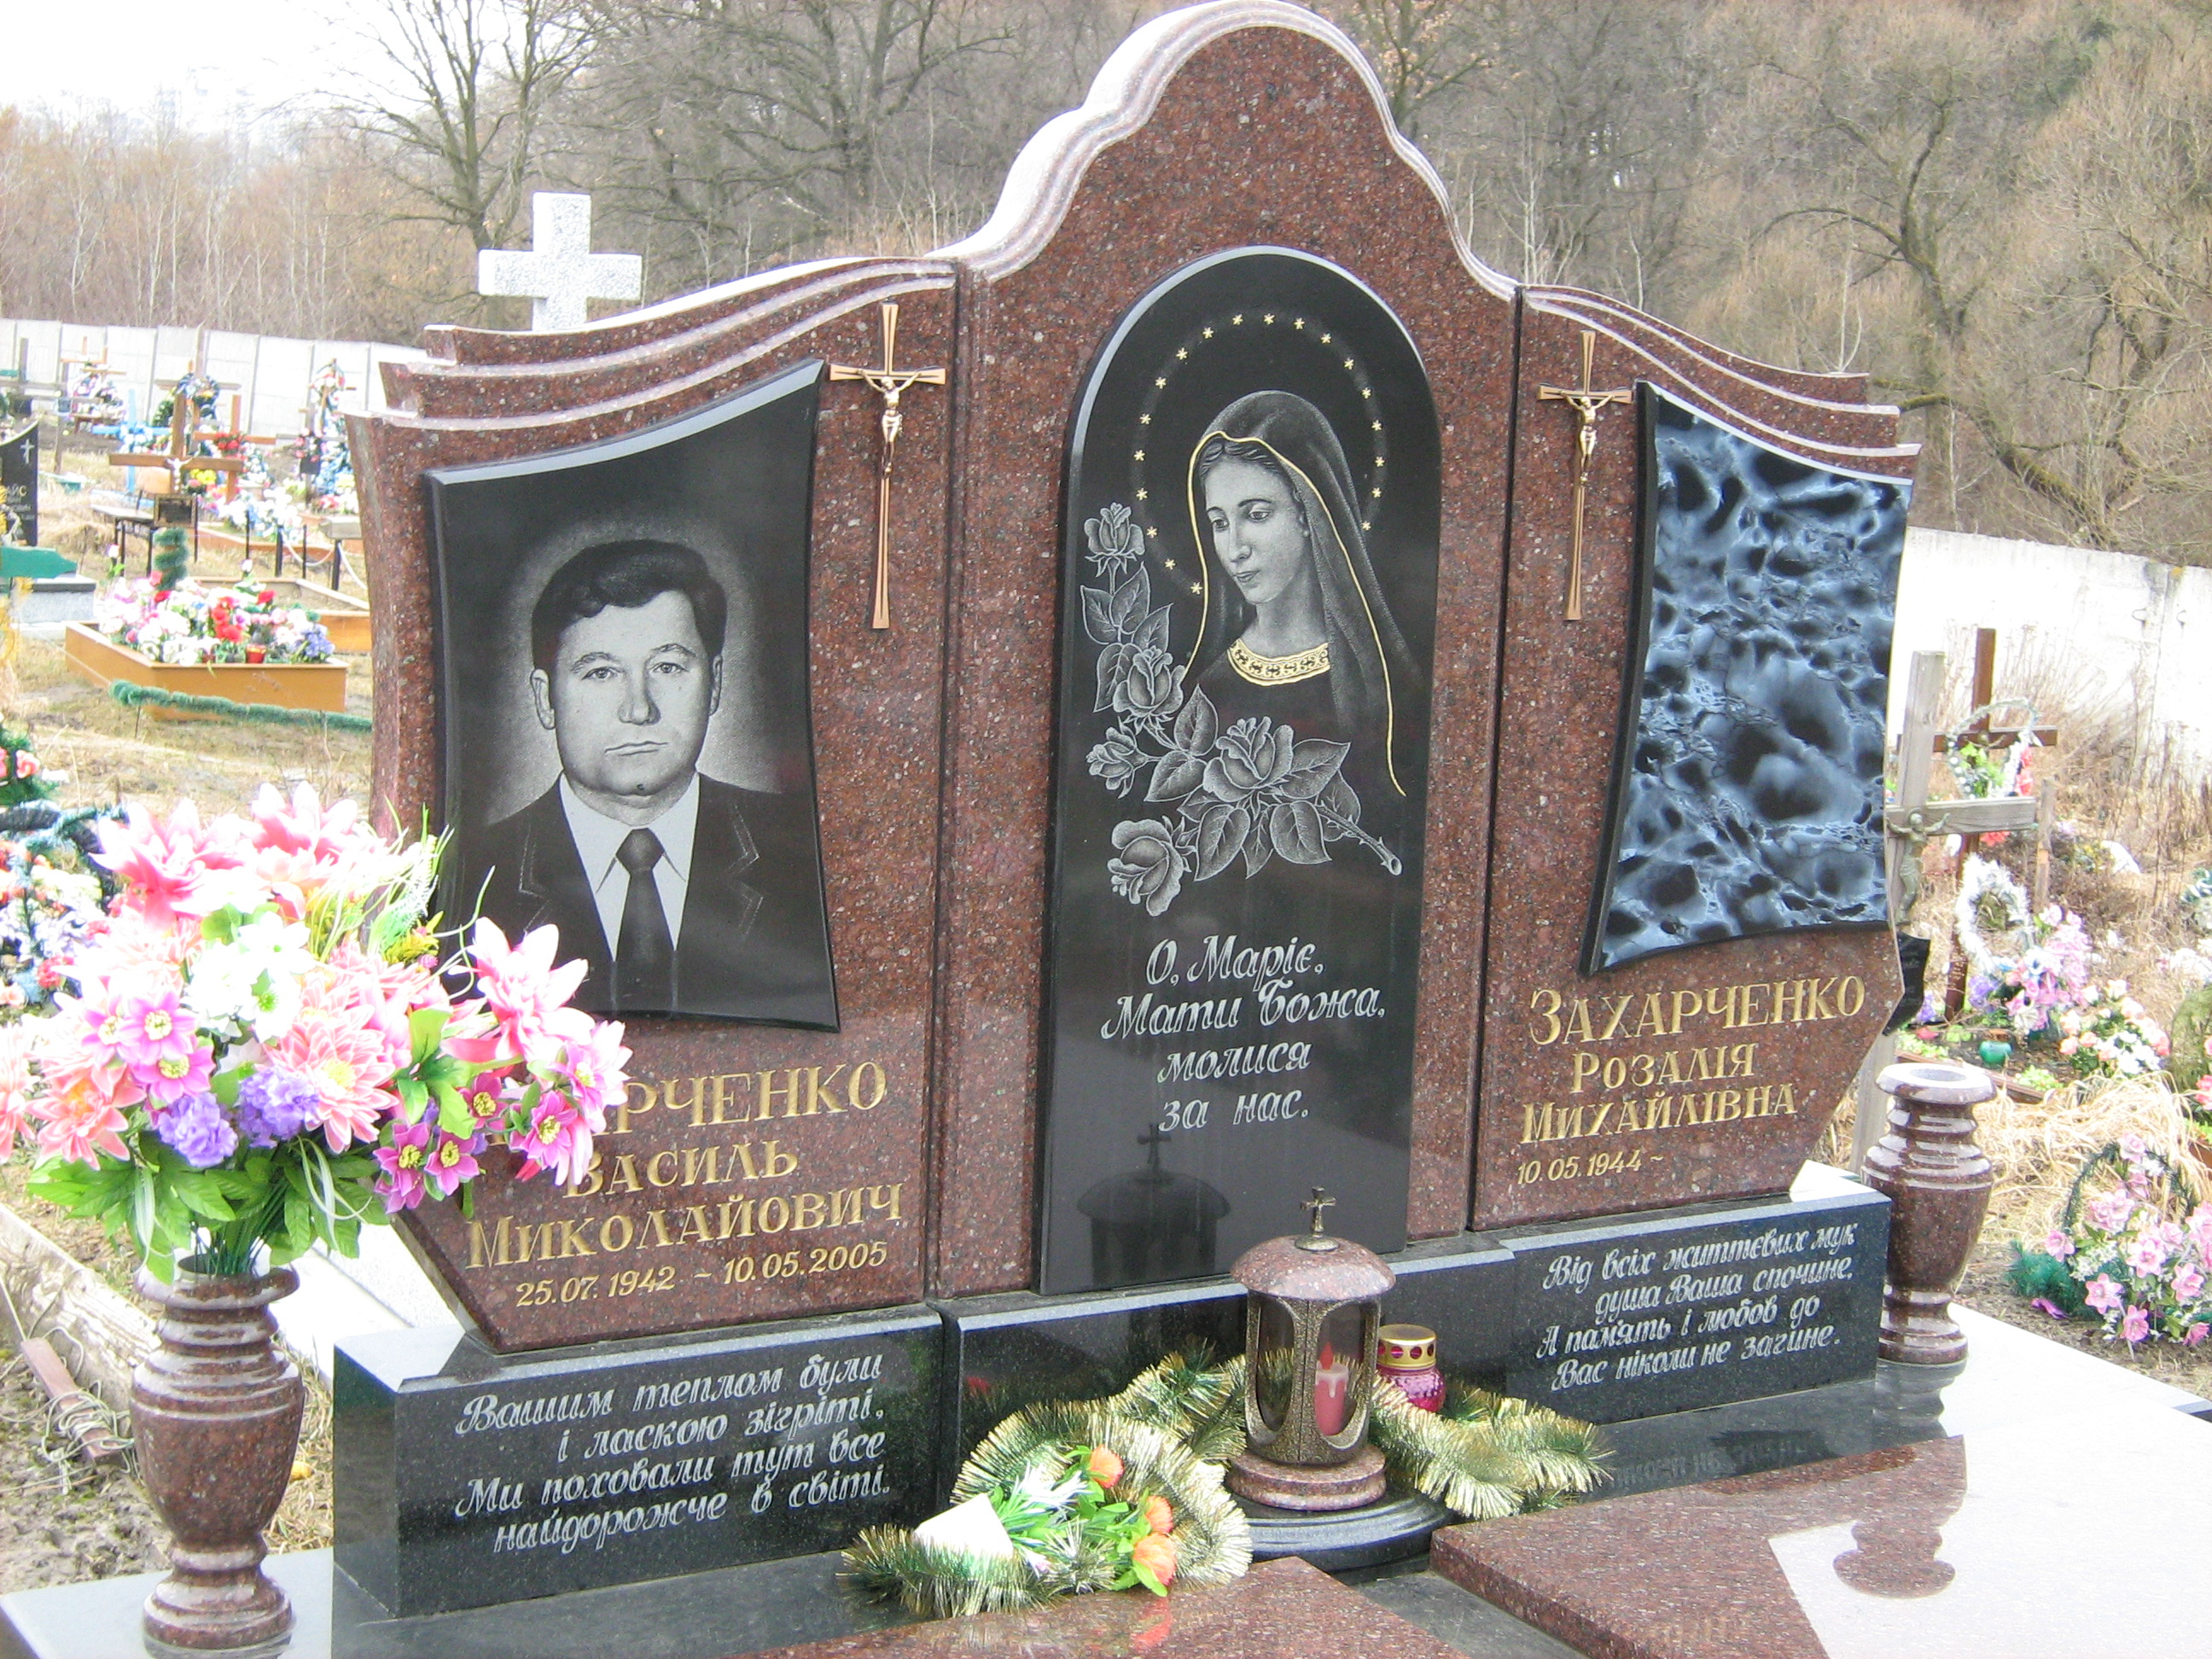 ВАСИЛЬ
МИКОЛАЙОВИЧ
25.07.1942 ~ 10.05.2005
Вашим теплом були
і ласкою зігріті,
Ми поховали тут все
найдорожче в світі.
О, Маріє,
Мати Божа,
молися
за нас.
ЗАХАРЧЕНКО
РОЗАЛІЯ
МИХАЙЛІВНА
10.05.1944 ~
Від всіх життєвих мук
душа Ваша спочине,
А пам'ять і любов до
Вас ніколи не загине.